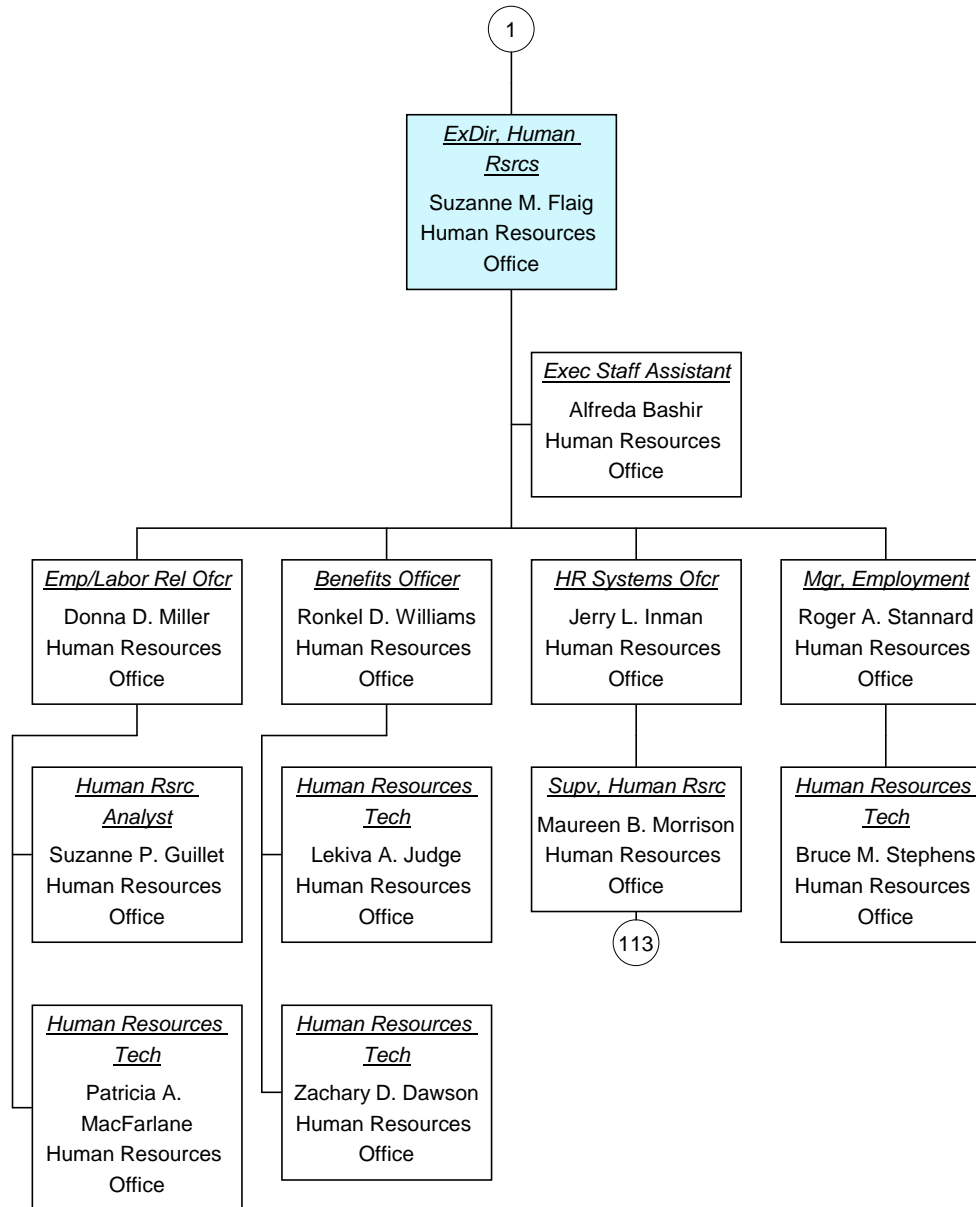 1
ExDir, Human
Rsrcs
Suzanne M. Flaig
Human Resources
Office
Exec Staff Assistant
Alfreda Bashir
Human Resources
Office
Emp/Labor Rel Ofcr
Donna D. Miller
Human Resources
Office
Benefits Officer
Ronkel D. Williams
Human Resources
Office
HR Systems Ofcr
Jerry L. Inman
Human Resources
Office
Mgr, Employment
Roger A. Stannard
Human Resources
Office
Human Rsrc
Analyst
Suzanne P. Guillet
Human Resources
Office
Human Resources
Tech
Lekiva A. Judge
Human Resources
Office
Supv, Human Rsrc
Maureen B. Morrison
Human Resources
Office
113
Human Resources
Tech
Bruce M. Stephens
Human Resources
Office
Human Resources
Tech
Patricia A.
MacFarlane
Human Resources
Office
Human Resources
Tech
Zachary D. Dawson
Human Resources
Office